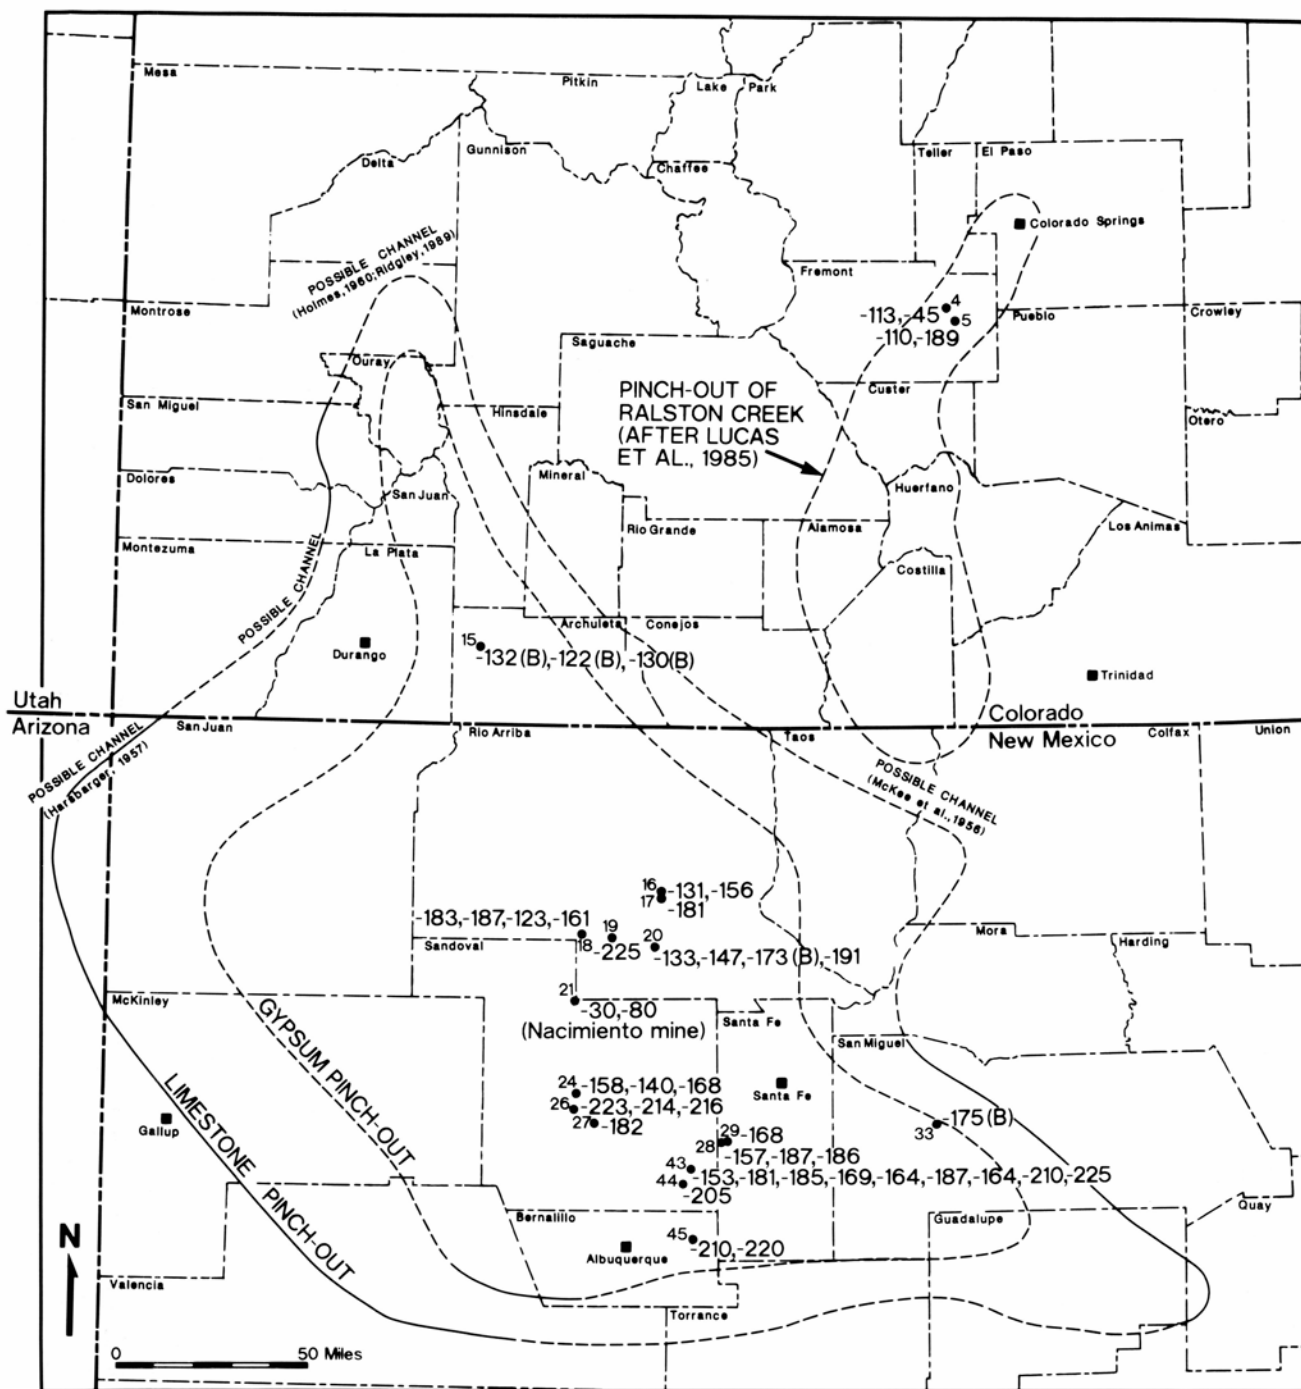 Mesa
Pitkin
Lake
Park
Delta
Gunnison
Chaffee
Teller
El Paso
Colorado Springs
POSSIBLE CHANNEL
(Holmes, 1960; Ridgley, 1989)
Fremont
Montrose
-113,-45
4
5
-110,-189
Pueblo
Crowley
Saguache
Ouray
San Miguel
Hinsdale
PINCH-OUT OF
RALSTON CREEK
(AFTER LUCAS
ET AL., 1985)
Custer
Otero
Dolores
San Juan
Mineral
Huerfano
Rio Grande
Alamosa
Los Animas
Montezuma
La Plata
Costilla
POSSIBLE CHANNEL
Archuleta
Conejos
15
-132(B),-122(B),-130(B)
Durango
Trinidad
Utah
Arizona
San Juan
Rio Arriba
Taos
Colorado
New Mexico
Colfax
Union
POSSIBLE CHANNEL
(Harshbarger, 1957)
POSSIBLE CHANNEL
(McKee et al., 1956)
16
-131,-156
17
-181
-183,-187,-123,-161
18
19
-225
20
-133,-147,-173(B),-191
Sandoval
Mora
Harding
21
-30,-80
(Nacimiento mine)
McKinley
Santa Fe
San Miguel
GYPSUM PINCH-OUT
LIMESTONE PINCH-OUT
24
-158,-140,-168
26
-223,-214,-216
27
-182
Santa Fe
-175(B)
33
Gallup
28
29
-168
-157,-187,-186
43
-153,-181,-185,-169,-164,-187,-164,-210,-225
44
-205
Bernalillo
Guadalupe
Quay
45
-210,-220
Albuquerque
N
Valencia
Torrance
0
50 Miles